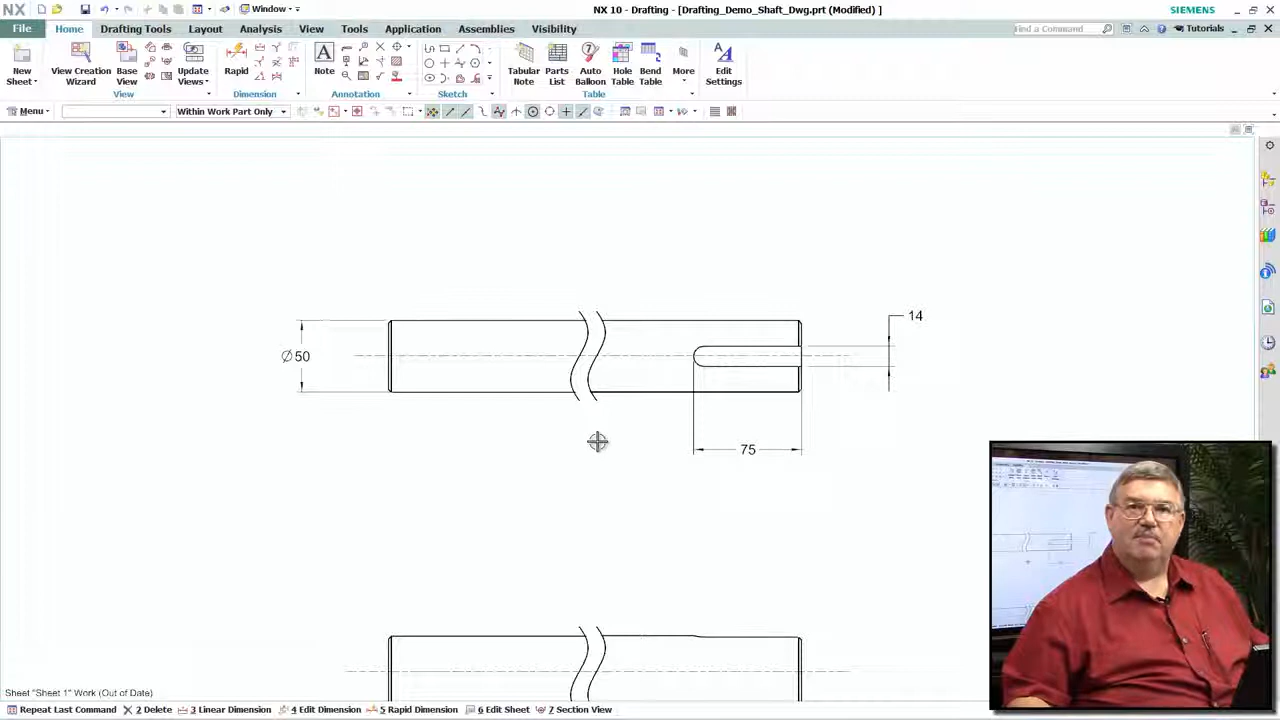 NX NX 10 - Drafting - [Drafting_Demo_Shaft_Dwg.prt (Modified) ] SIEMENS
Window
File Home Drafting Tools Layout Curve Analysis View Tools Application Assemblies Visibility
Find a Command Tutorials
New Sheet View Creation Wizard Base View Update Views Rapid Note Tabular Note Parts List Auto Balloon Hole Table Bend Table More Edit Settings
View Dimension Annotation Sketch Table
Menu Within Work Part Only
14
Ø50
75
Sheet "Sheet 1" Work (Out of Date)
Repeat Last Command 2 Delete 3 Linear Dimension 4 Edit Dimension 5 Rapid Dimension 6 Edit Sheet 7 Section View